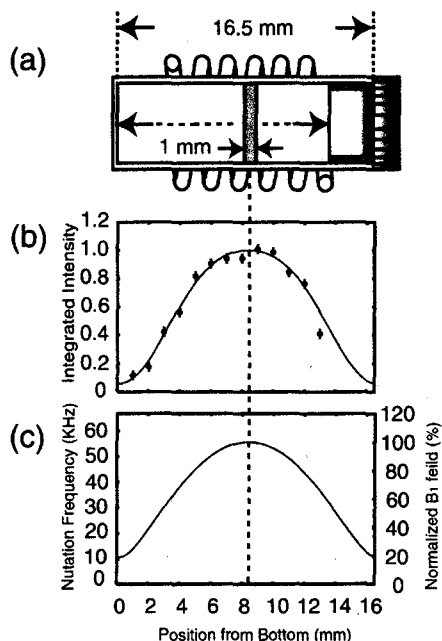 16.5 mm
(a)
1 mm
(b)
Integrated Intensity
1.2
1.0
0.8
0.6
0.4
0.2
0
(c)
Nutation Frequency (KHz)
60
50
40
30
20
10
0
120
100
80
60
40
20
0
Normalized B1 feild (%)
0 2 4 6 8 10 12 14 16
Position from Bottom (mm)